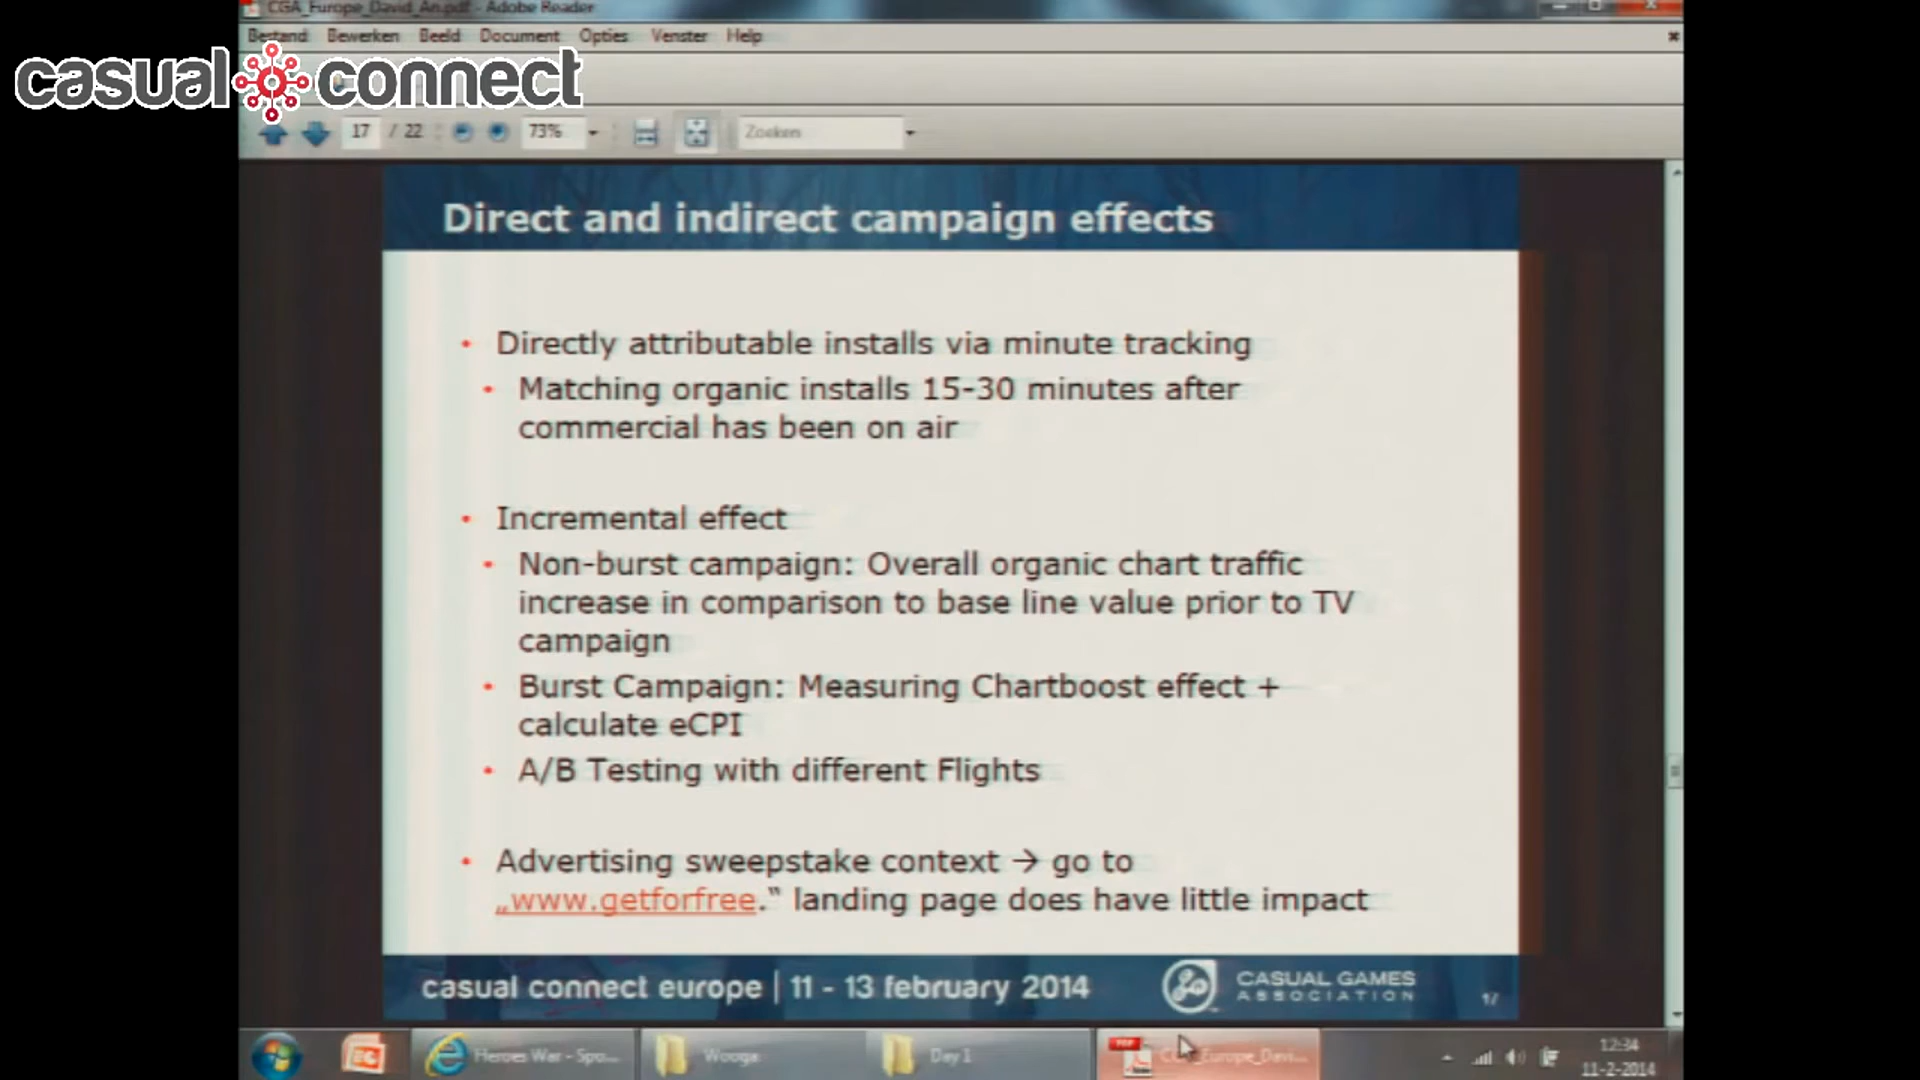 CGA_Europe_David_An.pdf - Adobe Reader
Bestand Bewerken Beeld Document Opties Venster Help
casual connect
17 / 22 73% Zoeken
Direct and indirect campaign effects
• Directly attributable installs via minute tracking
• Matching organic installs 15-30 minutes after
commercial has been on air
• Incremental effect
• Non-burst campaign: Overall organic chart traffic
increase in comparison to base line value prior to TV
campaign
• Burst Campaign: Measuring Chartboost effect +
calculate eCPI
• A/B Testing with different Flights
• Advertising sweepstake context → go to
„www.getforfree.“ landing page does have little impact
casual connect europe | 11 - 13 february 2014
CASUAL GAMES
ASSOCIATION
17
Heroes War - Spo... Wooga Day 1 CGA_Europe_Davi...
12:34
11-2-2014